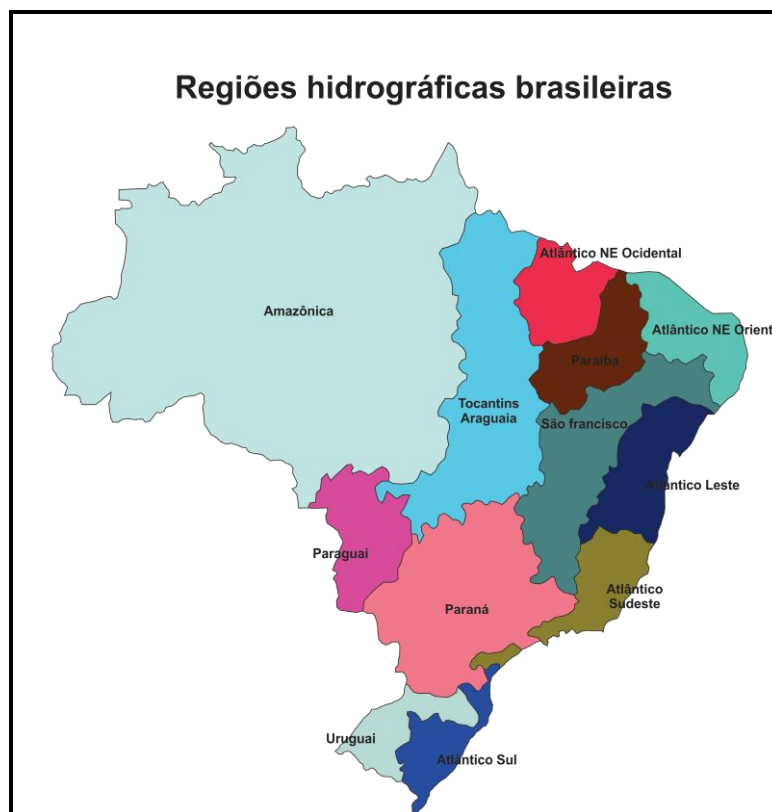 Regiões hidrográficas brasileiras
Atlântico NE Ocidental
Amazônica
Atlântico NE Orient
Paraíba
Tocantins
Araguaia
São francisco
Atlântico Leste
Paraguai
Atlântico
Sudeste
Paraná
Uruguai
Atlântico Sul